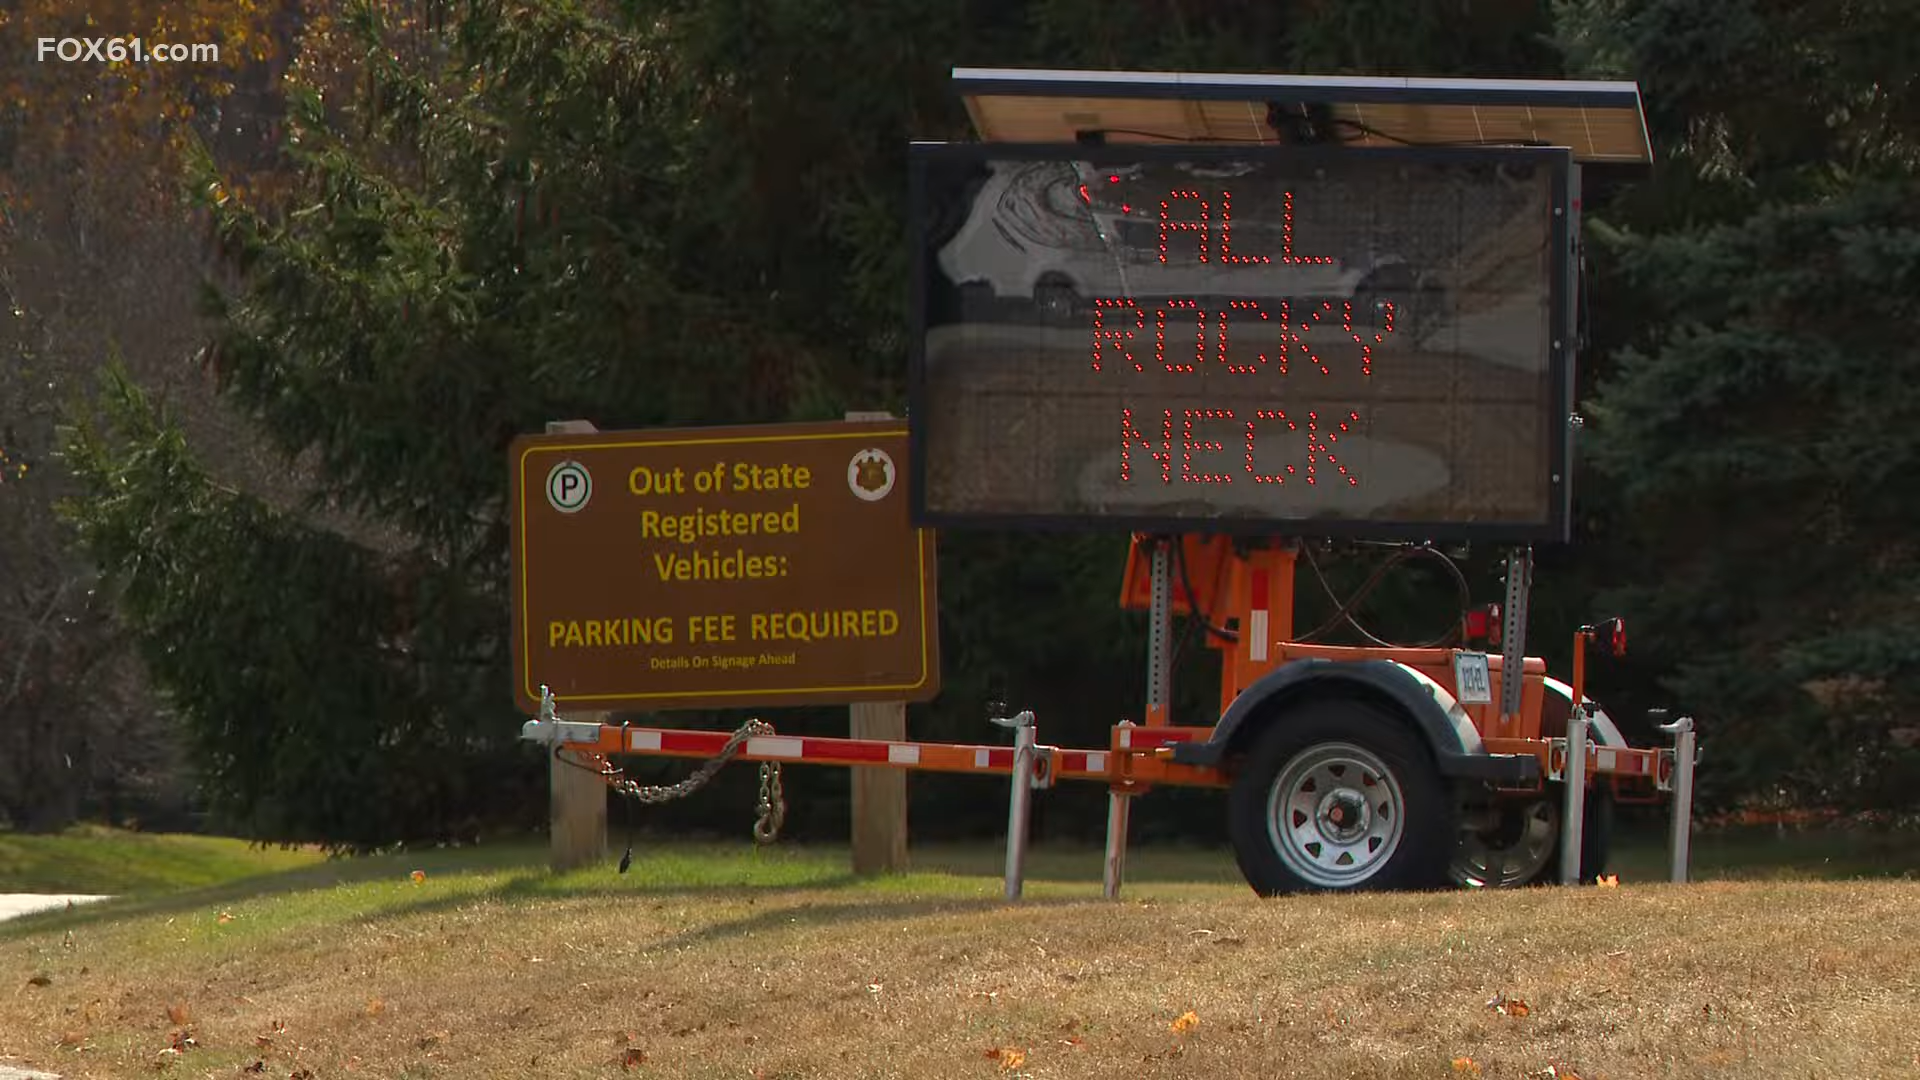 FOX61.com
ALL
ROCKY
NECK
P
Out of State
Registered
Vehicles:
PARKING FEE REQUIRED
Details On Signage Ahead